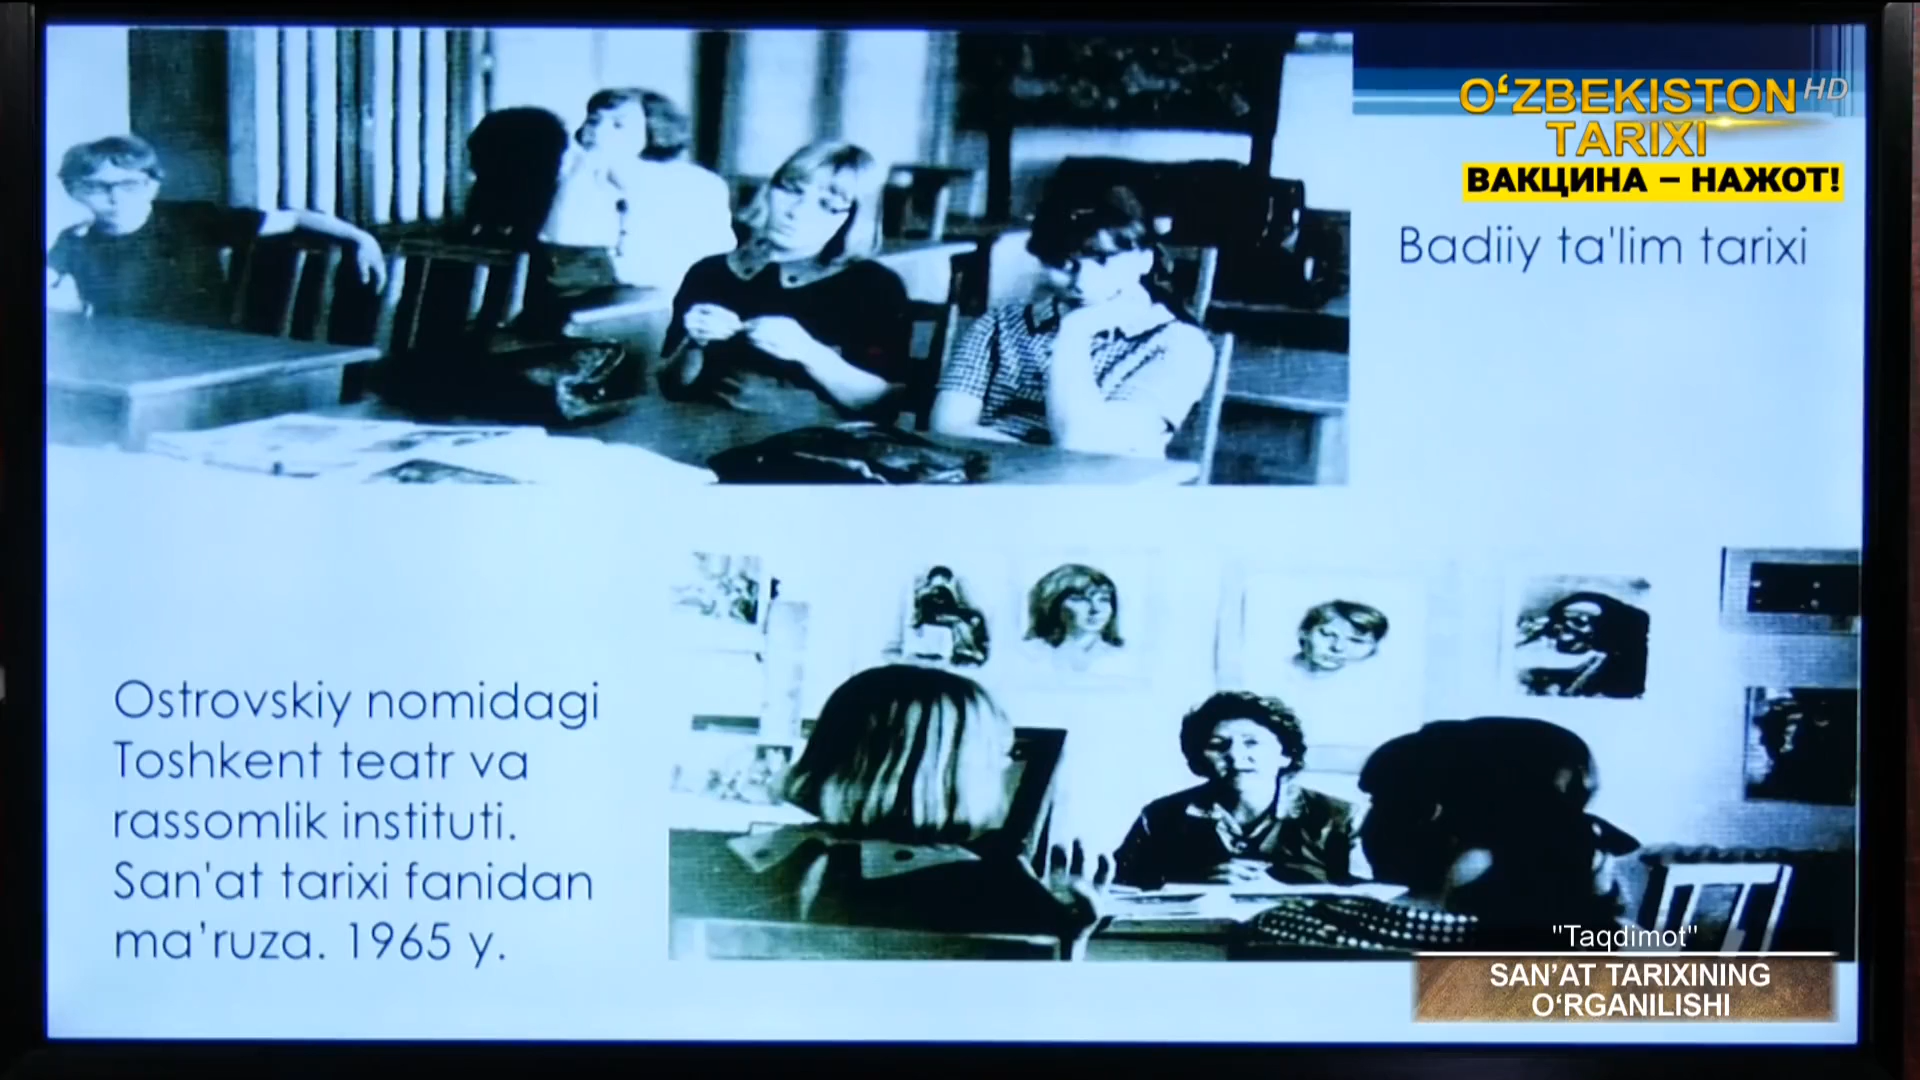 O‘ZBEKISTON HD
TARIXI
ВАКЦИНА – НАЖОТ!
Badiiy ta'lim tarixi
Ostrovskiy nomidagi
Toshkent teatr va
rassomlik instituti.
San'at tarixi fanidan
ma’ruza. 1965 y.
"Taqdimot"
SAN’AT TARIXINING
O‘RGANILISHI